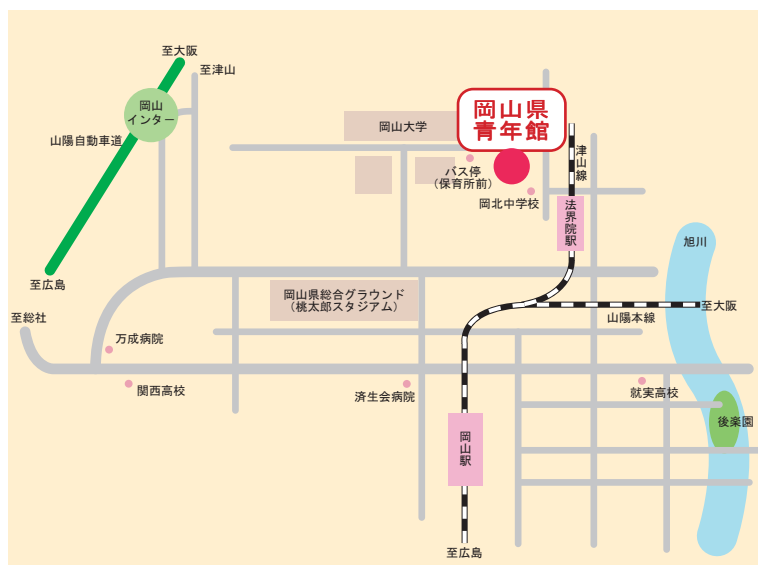 至大阪
至津山
岡山
インター
山陽自動車道
岡山大学
岡山県
青年館
津山線
バス停
（保育所前）
岡北中学校
法界院駅
旭川
至広島
岡山県総合グラウンド
（桃太郎スタジアム）
至大阪
山陽本線
至総社
万成病院
関西高校
済生会病院
就実高校
後楽園
岡山駅
至広島